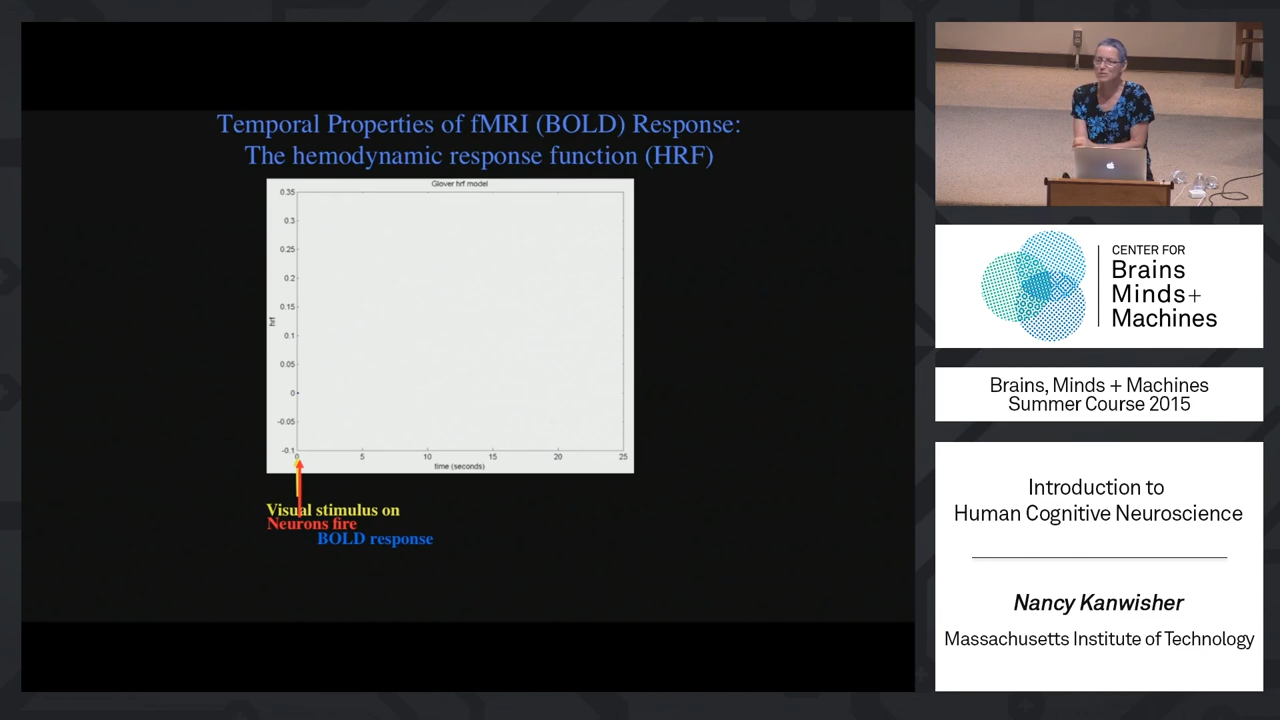 Temporal Properties of fMRI (BOLD) Response:
The hemodynamic response function (HRF)
Glover hrf model
0.35
0.3
0.25
0.2
0.15
0.1
0.05
0
-0.05
-0.1
hrf
0 5 10 15 20 25
time (seconds)
Visual stimulus on
Neurons fire
BOLD response
CENTER FOR
Brains
Minds+
Machines
Brains, Minds + Machines
Summer Course 2015
Introduction to
Human Cognitive Neuroscience
Nancy Kanwisher
Massachusetts Institute of Technology